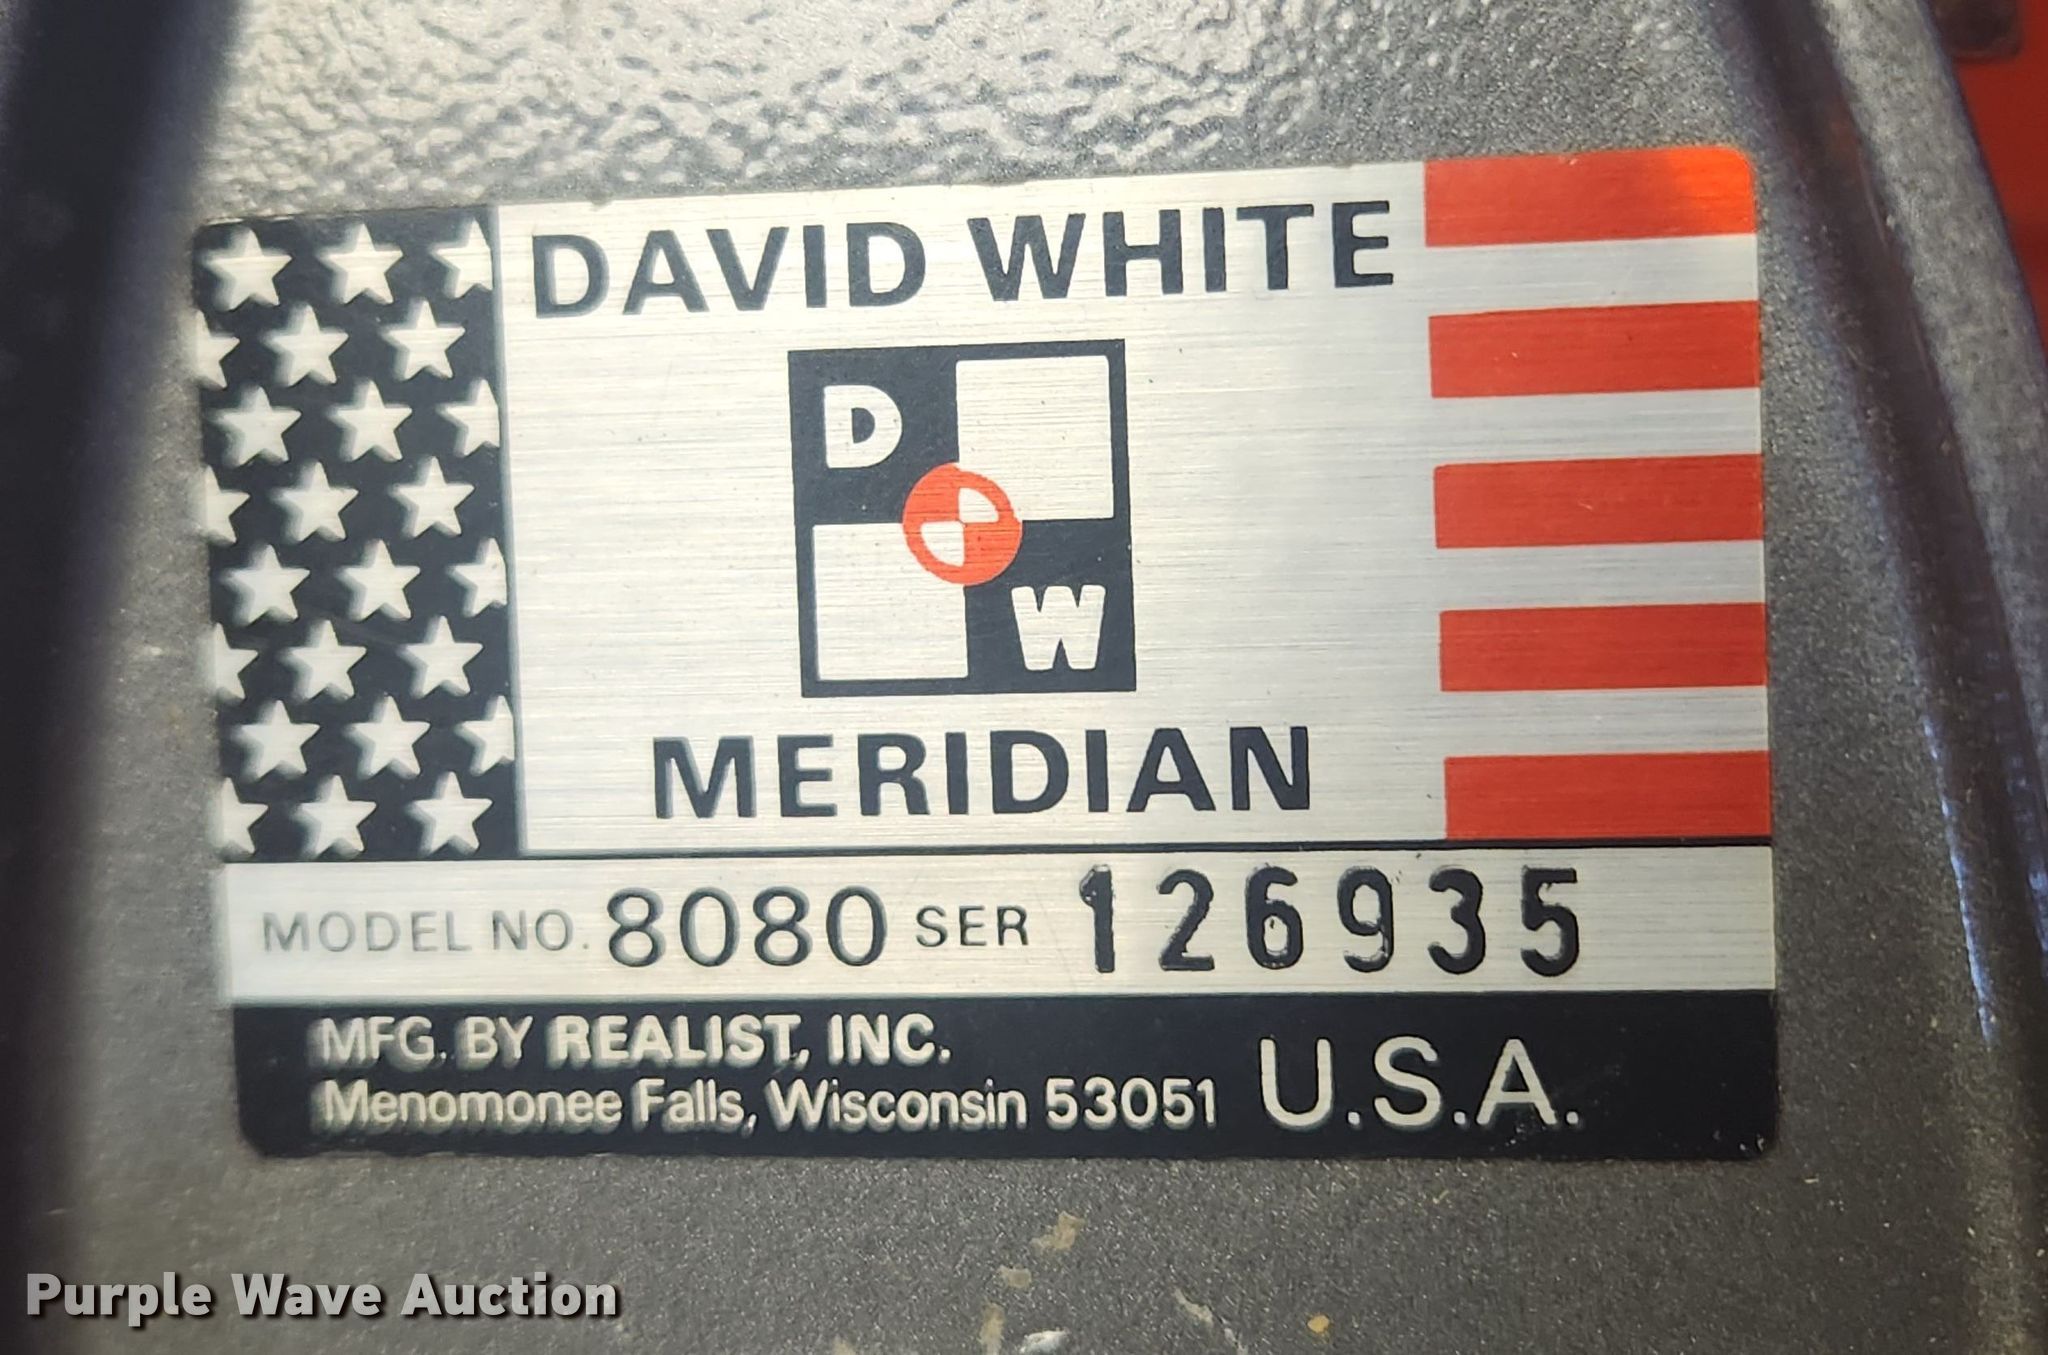 DAVID WHITE
D
W
MERIDIAN
MODEL NO. 8080 SER 126935
MFG. BY REALIST, INC.
Menomonee Falls, Wisconsin 53051 U.S.A.
Purple Wave Auction